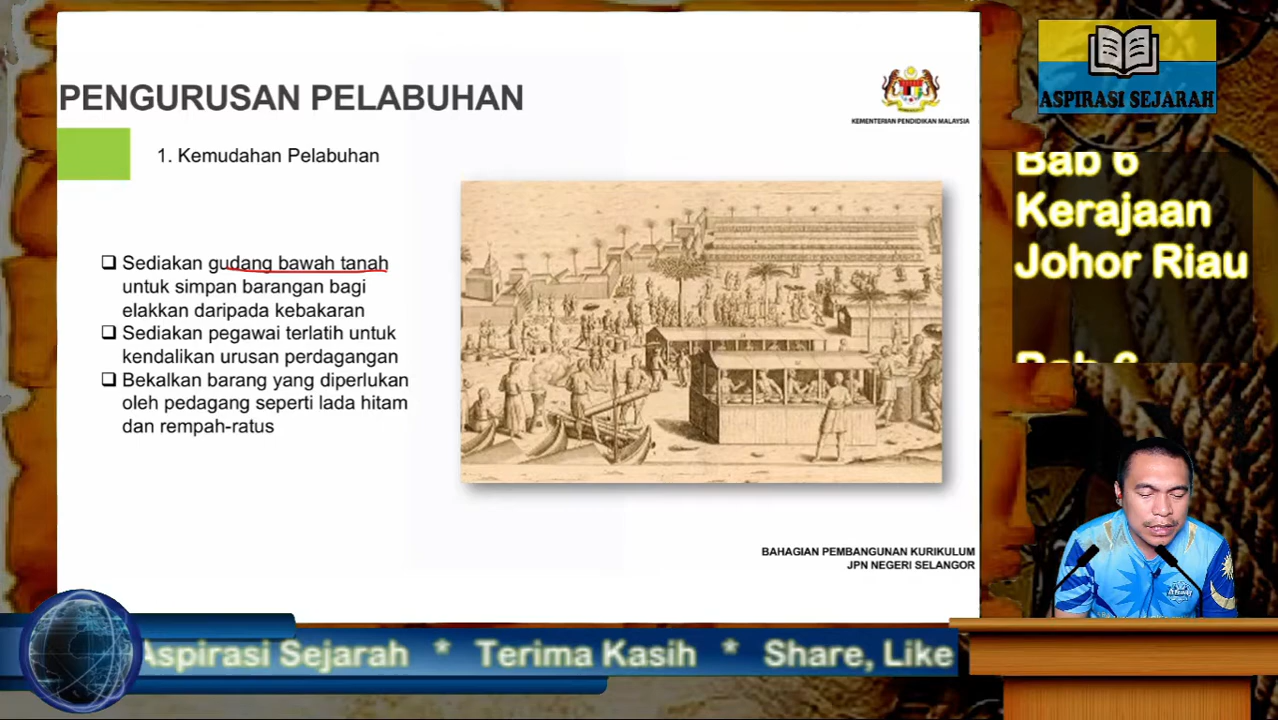 PENGURUSAN PELABUHAN
KEMENTERIAN PENDIDIKAN MALAYSIA
1. Kemudahan Pelabuhan
Sediakan gudang bawah tanah
untuk simpan barangan bagi
elakkan daripada kebakaran
Sediakan pegawai terlatih untuk
kendalikan urusan perdagangan
Bekalkan barang yang diperlukan
oleh pedagang seperti lada hitam
dan rempah-ratus
BAHAGIAN PEMBANGUNAN KURIKULUM
JPN NEGERI SELANGOR
ASPIRASI SEJARAH
Bab 6
Kerajaan
Johor Riau
Bab 6
Aspirasi Sejarah * Terima Kasih * Share, Like